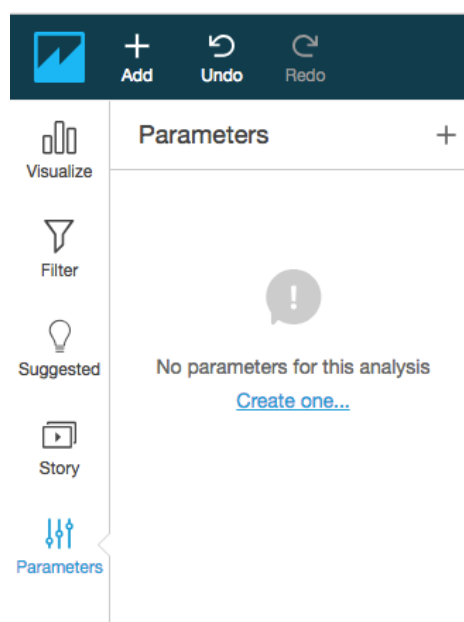 Add Undo Redo
Parameters
Visualize
Filter
Suggested
No parameters for this analysis
Create one...
Story
Parameters